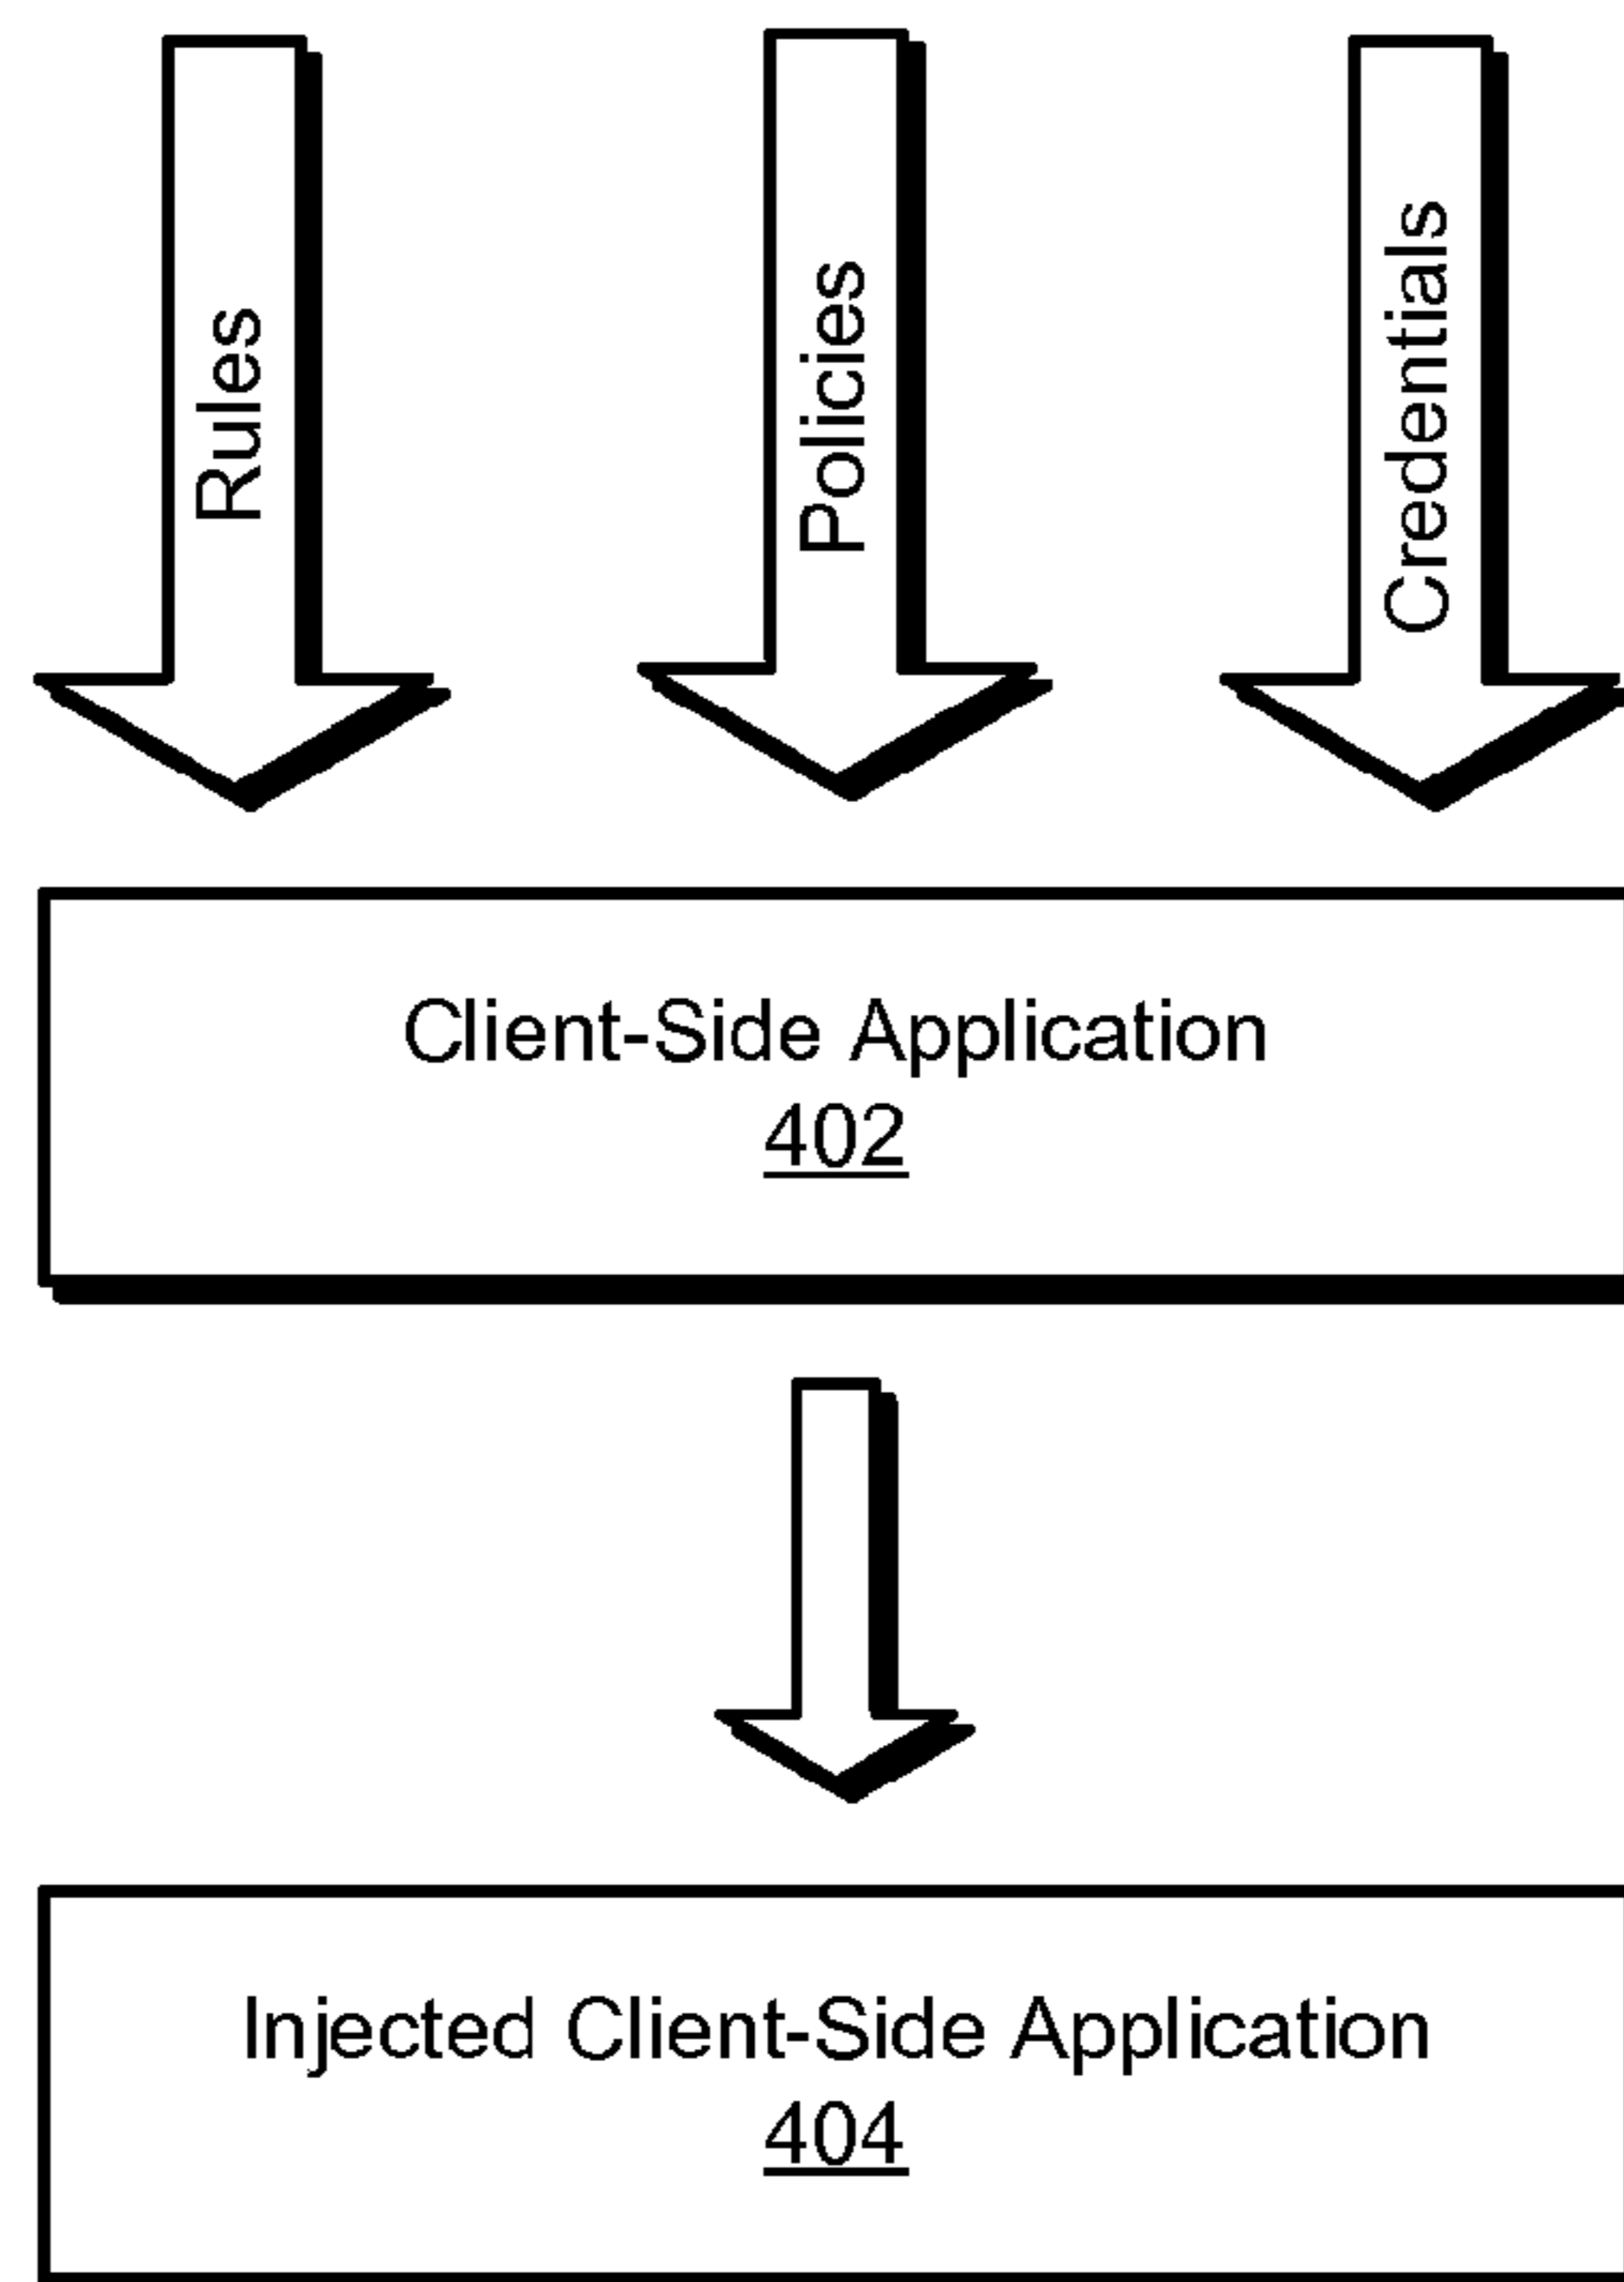 Rules
Policies
Credentials
Client-Side Application
402
Injected Client-Side Application
404